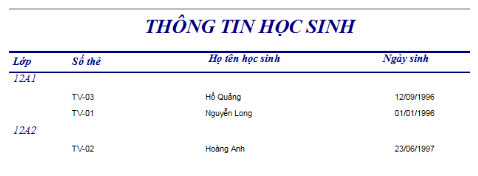 THÔNG TIN HỌC SINH
Lớp Số thẻ Họ tên học sinh Ngày sinh
12A1
TV-03 Hồ Quảng 12/09/1996
TV-01 Nguyễn Long 01/01/1996
12A2
TV-02 Hoàng Anh 23/06/1997